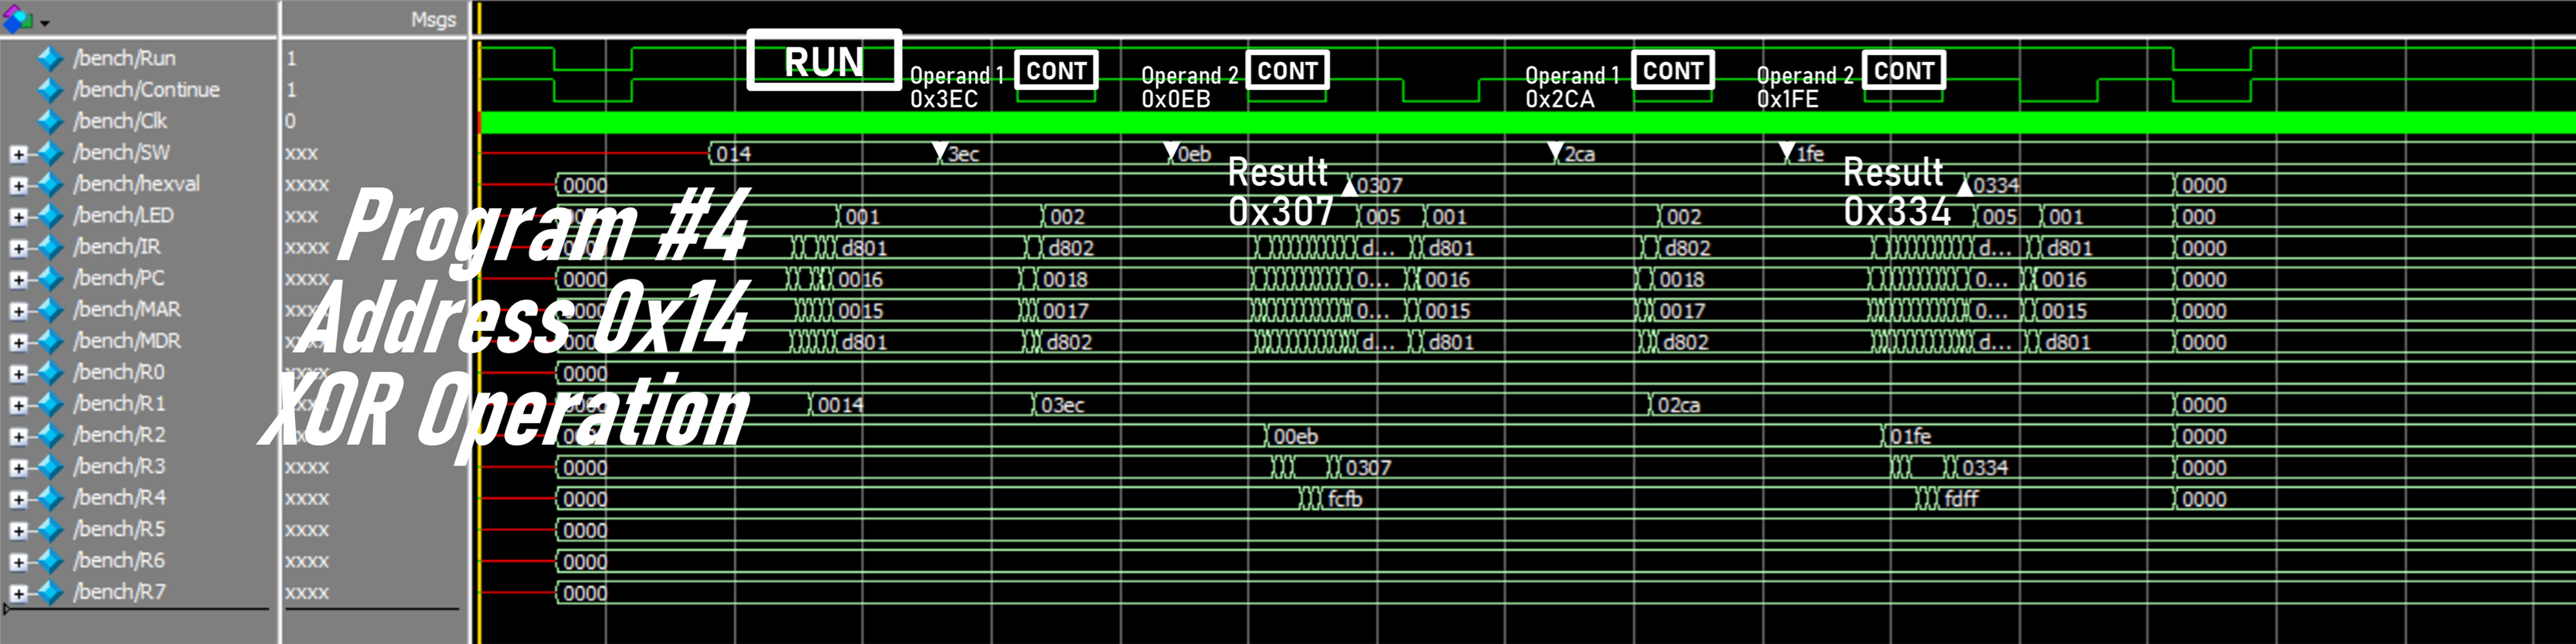 Msgs
/bench/Run 1
/bench/Continue 1
/bench/Clk 0
/bench/SW xxx 014 3ec 0eb 2ca 1fe
/bench/hexval xxxx 0000 0307 0334 0000
/bench/LED xxx 001 002 005 001 002 005 001 000
/bench/IR xxxx 0000 d801 d802 d... d801 d802 d... d801 0000
/bench/PC xxxx 0000 0016 0018 0... 0016 0018 0... 0016 0000
/bench/MAR 0015 0017 0... 0015 0017 0... 0015 0000
/bench/MDR d801 d802 d... d801 d802 d... d801 0000
/bench/R0 0000
/bench/R1 0014 03ec 02ca 0000
/bench/R2 00eb 01fe 0000
/bench/R3 xxxx 0000 0307 0334 0000
/bench/R4 xxxx 0000 fcfb fdff 0000
/bench/R5 xxxx 0000
/bench/R6 xxxx 0000
/bench/R7 xxxx 0000
RUN
Operand 1
0x3EC
CONT
Operand 2
0x0EB
CONT
Operand 1
0x2CA
CONT
Operand 2
0x1FE
CONT
Result
0x307
Result
0x334
Program #4
Address 0x14
XOR Operation